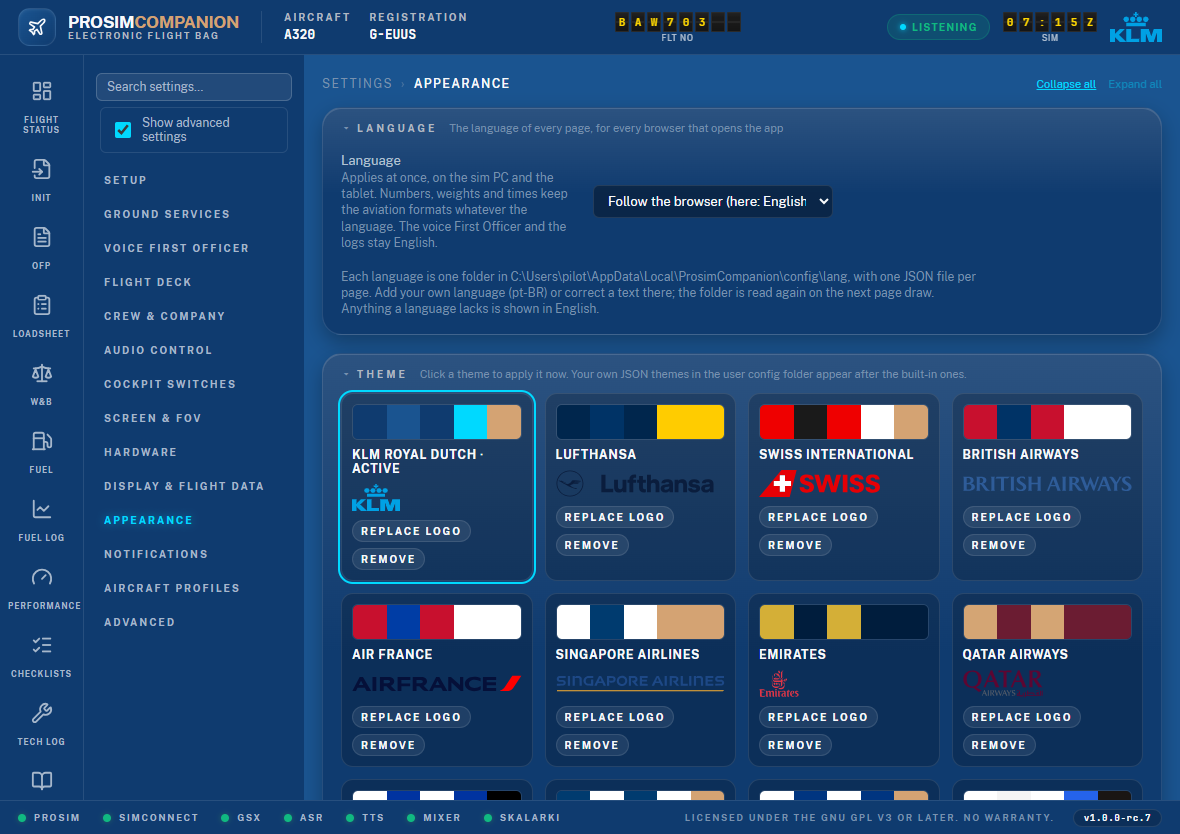 PROSIMCOMPANION
ELECTRONIC FLIGHT BAG
AIRCRAFT
A320
REGISTRATION
G-EUUS
BAW703
FLT NO
LISTENING
07:15Z
SIM
KLM
FLIGHT STATUS
INIT
OFP
LOADSHEET
W&B
FUEL
FUEL LOG
PERFORMANCE
CHECKLISTS
TECH LOG
Search settings...
Show advanced settings
SETUP
GROUND SERVICES
VOICE FIRST OFFICER
FLIGHT DECK
CREW & COMPANY
AUDIO CONTROL
COCKPIT SWITCHES
SCREEN & FOV
HARDWARE
DISPLAY & FLIGHT DATA
APPEARANCE
NOTIFICATIONS
AIRCRAFT PROFILES
ADVANCED
SETTINGS › APPEARANCE
Collapse all
Expand all
LANGUAGE The language of every page, for every browser that opens the app
Language
Applies at once, on the sim PC and the
tablet. Numbers, weights and times keep
the aviation formats whatever the
language. The voice First Officer and the
logs stay English.
Follow the browser (here: English
Each language is one folder in C:\Users\pilot\AppData\Local\ProsimCompanion\config\lang, with one JSON file per
page. Add your own language (pt-BR) or correct a text there; the folder is read again on the next page draw.
Anything a language lacks is shown in English.
THEME Click a theme to apply it now. Your own JSON themes in the user config folder appear after the built-in ones.
KLM ROYAL DUTCH ·
ACTIVE
KLM
REPLACE LOGO
REMOVE
LUFTHANSA
Lufthansa
REPLACE LOGO
REMOVE
SWISS INTERNATIONAL
SWISS
REPLACE LOGO
REMOVE
BRITISH AIRWAYS
BRITISH AIRWAYS
REPLACE LOGO
REMOVE
AIR FRANCE
AIRFRANCE
REPLACE LOGO
REMOVE
SINGAPORE AIRLINES
SINGAPORE AIRLINES
REPLACE LOGO
REMOVE
EMIRATES
Emirates
REPLACE LOGO
REMOVE
QATAR AIRWAYS
QATAR
AIRWAYS
REPLACE LOGO
REMOVE
PROSIM
SIMCONNECT
GSX
ASR
TTS
MIXER
SKALARKI
LICENSED UNDER THE GNU GPL V3 OR LATER. NO WARRANTY.
v1.0.0-rc.7